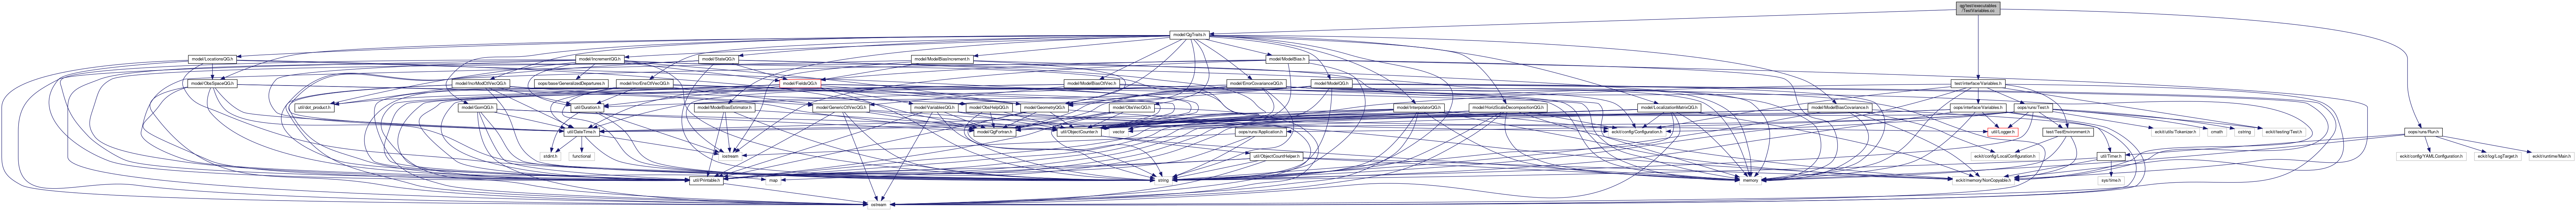 qg/test/executables
/TestVariables.cc
model/QgTraits.h
model/LocationsQG.h
model/IncrementQG.h
model/StateQG.h
model/ModelBiasIncrement.h
model/ModelBias.h
model/ObsSpaceQG.h
model/IncrModCtlVecQG.h
oops/base/GeneralizedDepartures.h
model/IncrEnsCtlVecQG.h
model/FieldsQG.h
model/ModelBiasCtlVec.h
model/ErrorCovarianceQG.h
model/ModelQG.h
test/interface/Variables.h
util/dot_product.h
model/GomQG.h
util/Duration.h
model/ModelBiasEstimator.h
model/GenericCtlVecQG.h
model/VariablesQG.h
model/ObsHelpQG.h
model/GeometryQG.h
model/ObsVecQG.h
model/InterpolatorQG.h
model/HorizScaleDecompositionQG.h
model/LocalizationMatrixQG.h
model/ModelBiasCovariance.h
oops/interface/Variables.h
oops/runs/Test.h
util/DateTime.h
model/QgFortran.h
util/ObjectCounter.h
vector
oops/runs/Application.h
eckit/config/Configuration.h
util/Logger.h
test/TestEnvironment.h
eckit/utils/Tokenizer.h
cmath
sstring
eckit/testing/Test.h
oops/runs/Run.h
stdint.h
functional
iostream
util/ObjectCountHelper.h
eckit/config/LocalConfiguration.h
util/Timer.h
eckit/config/YAMLConfiguration.h
eckit/log/LogTarget.h
eckit/runtime/Main.h
util/Printable.h
map
string
memory
eckit/memory/NonCopyable.h
sys/time.h
ostream